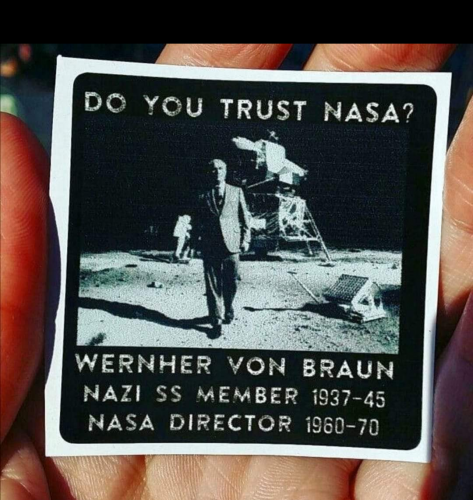 DO YOU TRUST NASA?
WERNHER VON BRAUN
NAZI SS MEMBER 1937-45
NASA DIRECTOR 1960-70